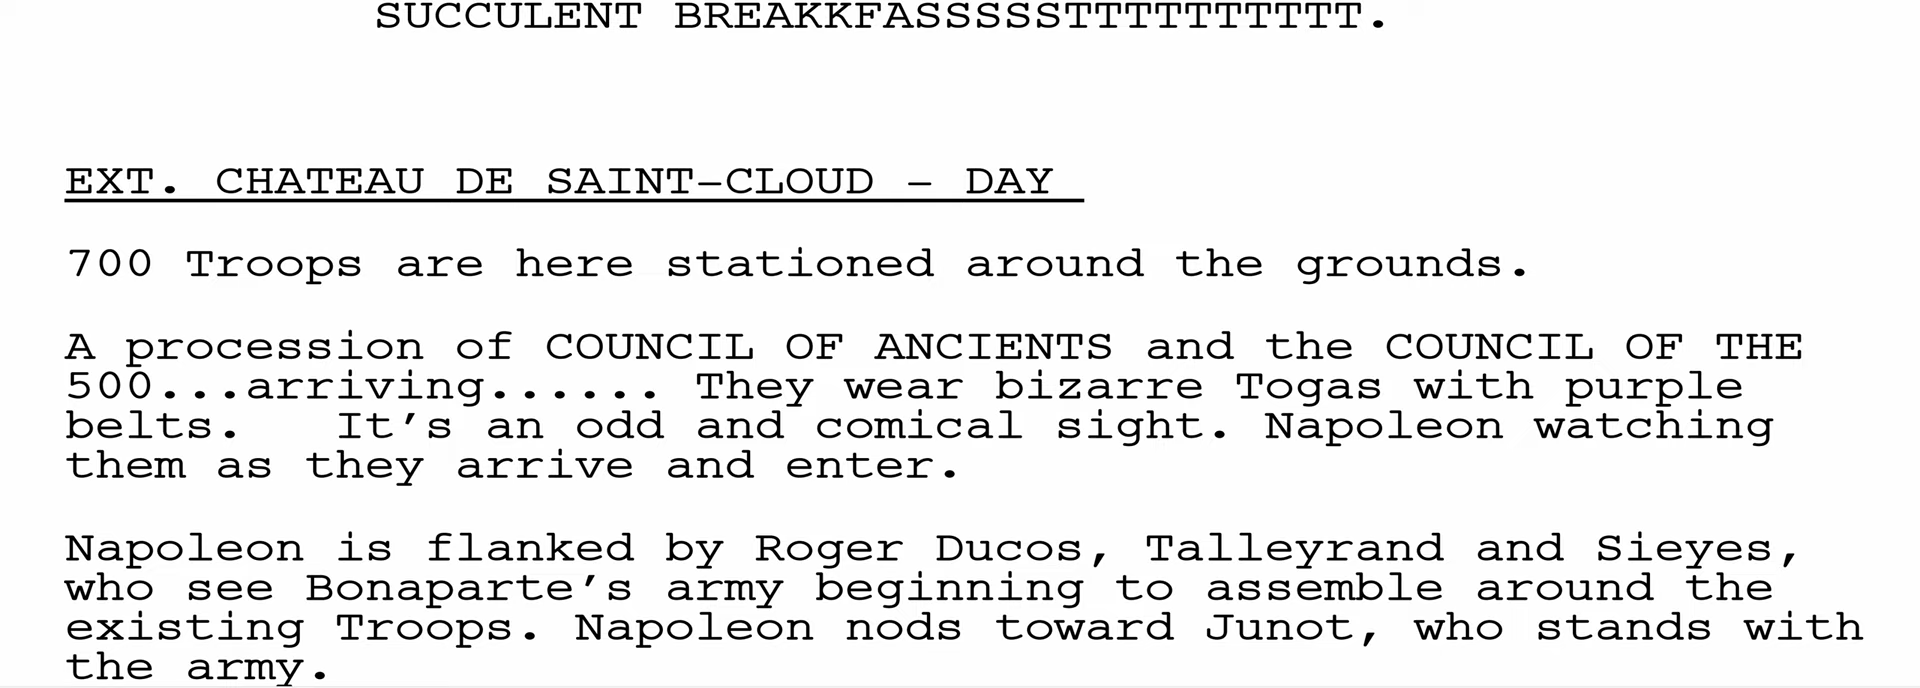 SUCCULENT BREAKKFASSSSSTTTTTTTTTT.
EXT. CHATEAU DE SAINT-CLOUD - DAY
700 Troops are here stationed around the grounds.
A procession of COUNCIL OF ANCIENTS and the COUNCIL OF THE
500...arriving...... They wear bizarre Togas with purple
belts.   It's an odd and comical sight. Napoleon watching
them as they arrive and enter.
Napoleon is flanked by Roger Ducos, Talleyrand and Sieyes,
who see Bonaparte's army beginning to assemble around the
existing Troops. Napoleon nods toward Junot, who stands with
the army.